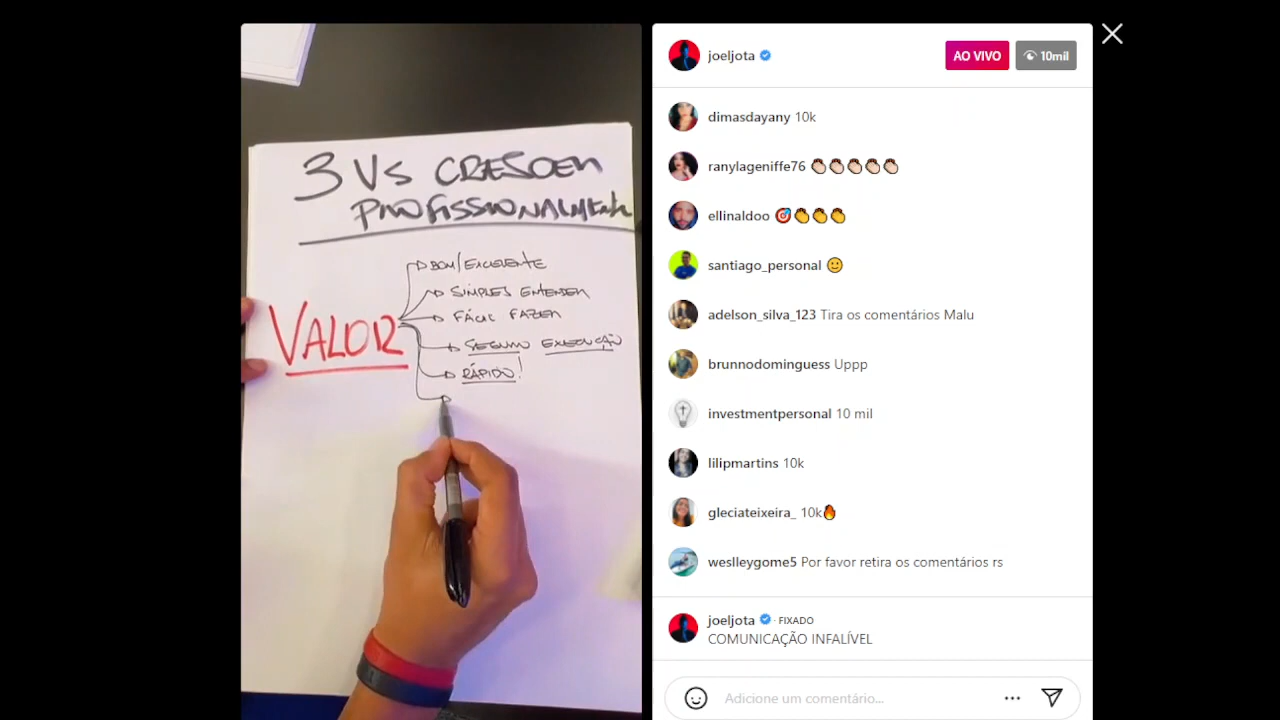 3 Vs CRESCER
PROFISSIONALMENTE
BOM/EXCELENTE
SIMPLES ENTENDER
FÁCIL FAZER
VALOR
SEGURO EXECUÇÃO
RÁPIDO!
joeljota
AO VIVO
10mil
dimasdayany 10k
ranylageniffe76 👏🏻👏🏻👏🏻👏🏻👏🏻
ellinaldoo 🎯👏👏👏
santiago_personal 🙂
adelson_silva_123 Tira os comentários Malu
brunnodominguess Uppp
investmentpersonal 10 mil
lilipmartins 10k
gleciateixeira_ 10k🔥
weslleygome5 Por favor retira os comentários rs
joeljota · FIXADO
COMUNICAÇÃO INFALÍVEL
Adicione um comentário...